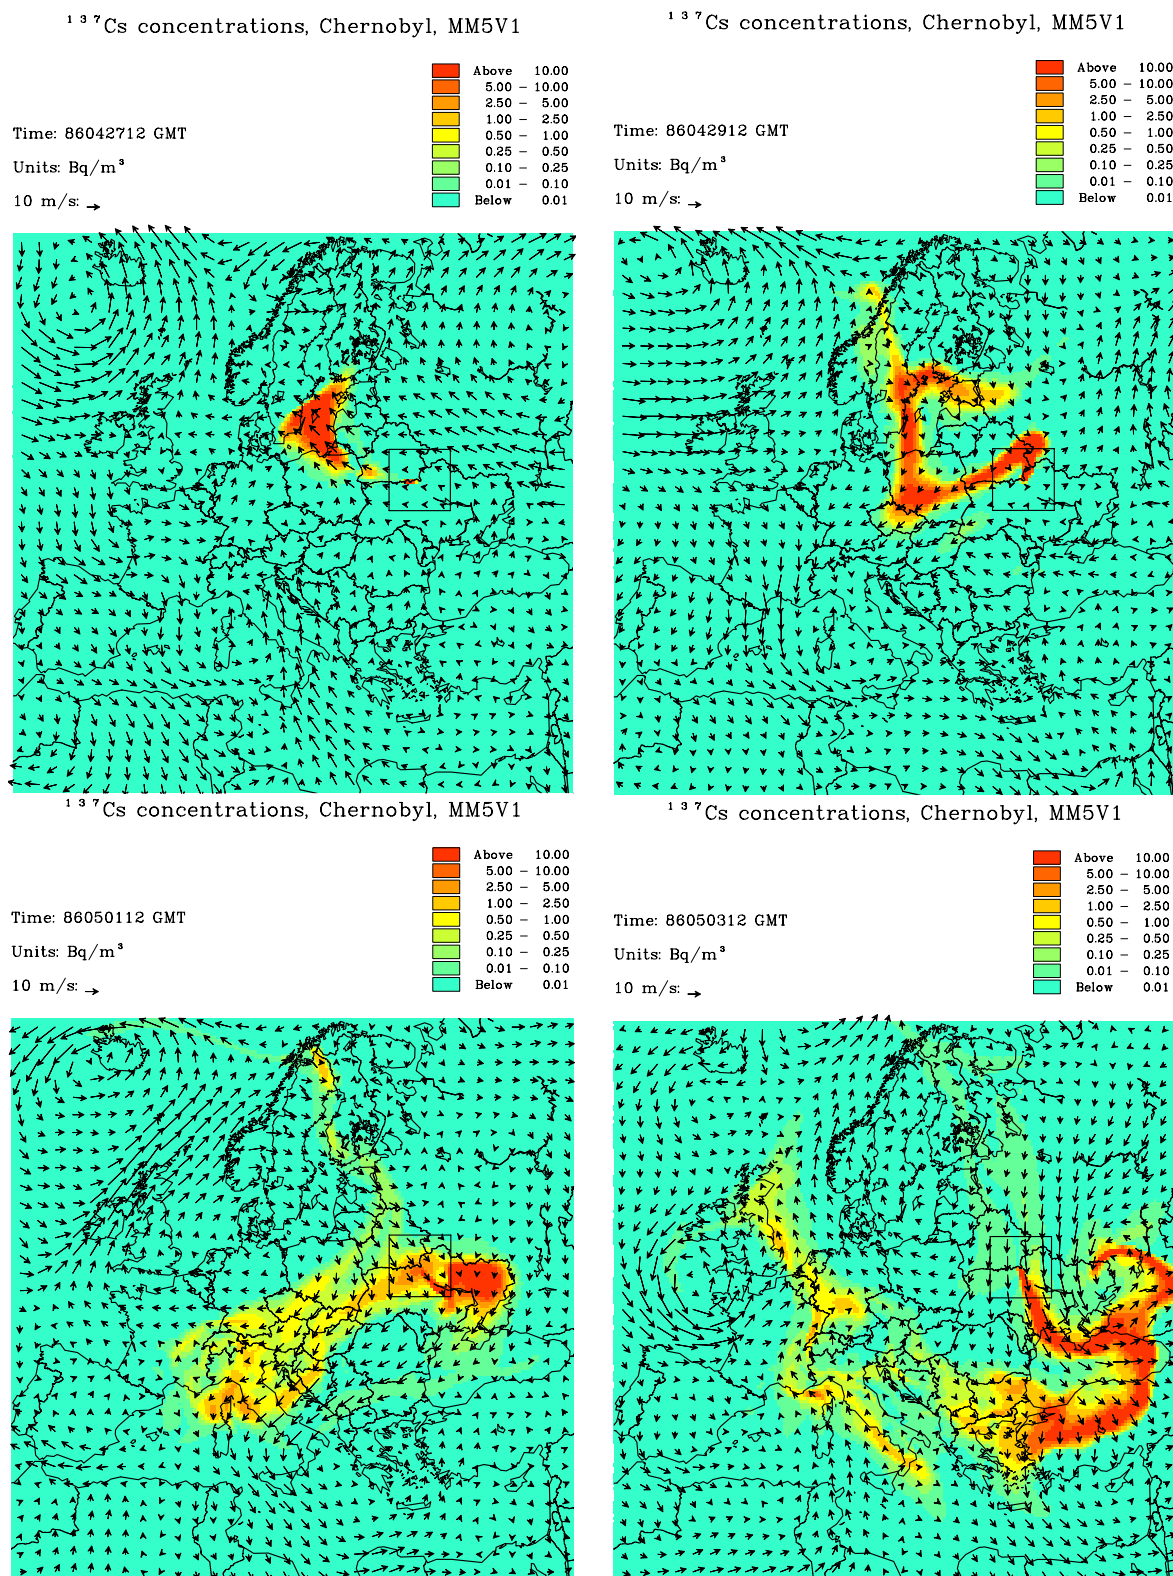 ¹³⁷Cs concentrations, Chernobyl, MM5V1
Above 10.00
5.00 – 10.00
2.50 – 5.00
1.00 – 2.50
0.50 – 1.00
0.25 – 0.50
0.10 – 0.25
0.01 – 0.10
Below 0.01
Time: 86042712 GMT
Units: Bq/m³
10 m/s:
¹³⁷Cs concentrations, Chernobyl, MM5V1
Above 10.00
5.00 – 10.00
2.50 – 5.00
1.00 – 2.50
0.50 – 1.00
0.25 – 0.50
0.10 – 0.25
0.01 – 0.10
Below 0.01
Time: 86042912 GMT
Units: Bq/m³
10 m/s:
¹³⁷Cs concentrations, Chernobyl, MM5V1
Above 10.00
5.00 – 10.00
2.50 – 5.00
1.00 – 2.50
0.50 – 1.00
0.25 – 0.50
0.10 – 0.25
0.01 – 0.10
Below 0.01
Time: 86050112 GMT
Units: Bq/m³
10 m/s:
¹³⁷Cs concentrations, Chernobyl, MM5V1
Above 10.00
5.00 – 10.00
2.50 – 5.00
1.00 – 2.50
0.50 – 1.00
0.25 – 0.50
0.10 – 0.25
0.01 – 0.10
Below 0.01
Time: 86050312 GMT
Units: Bq/m³
10 m/s: